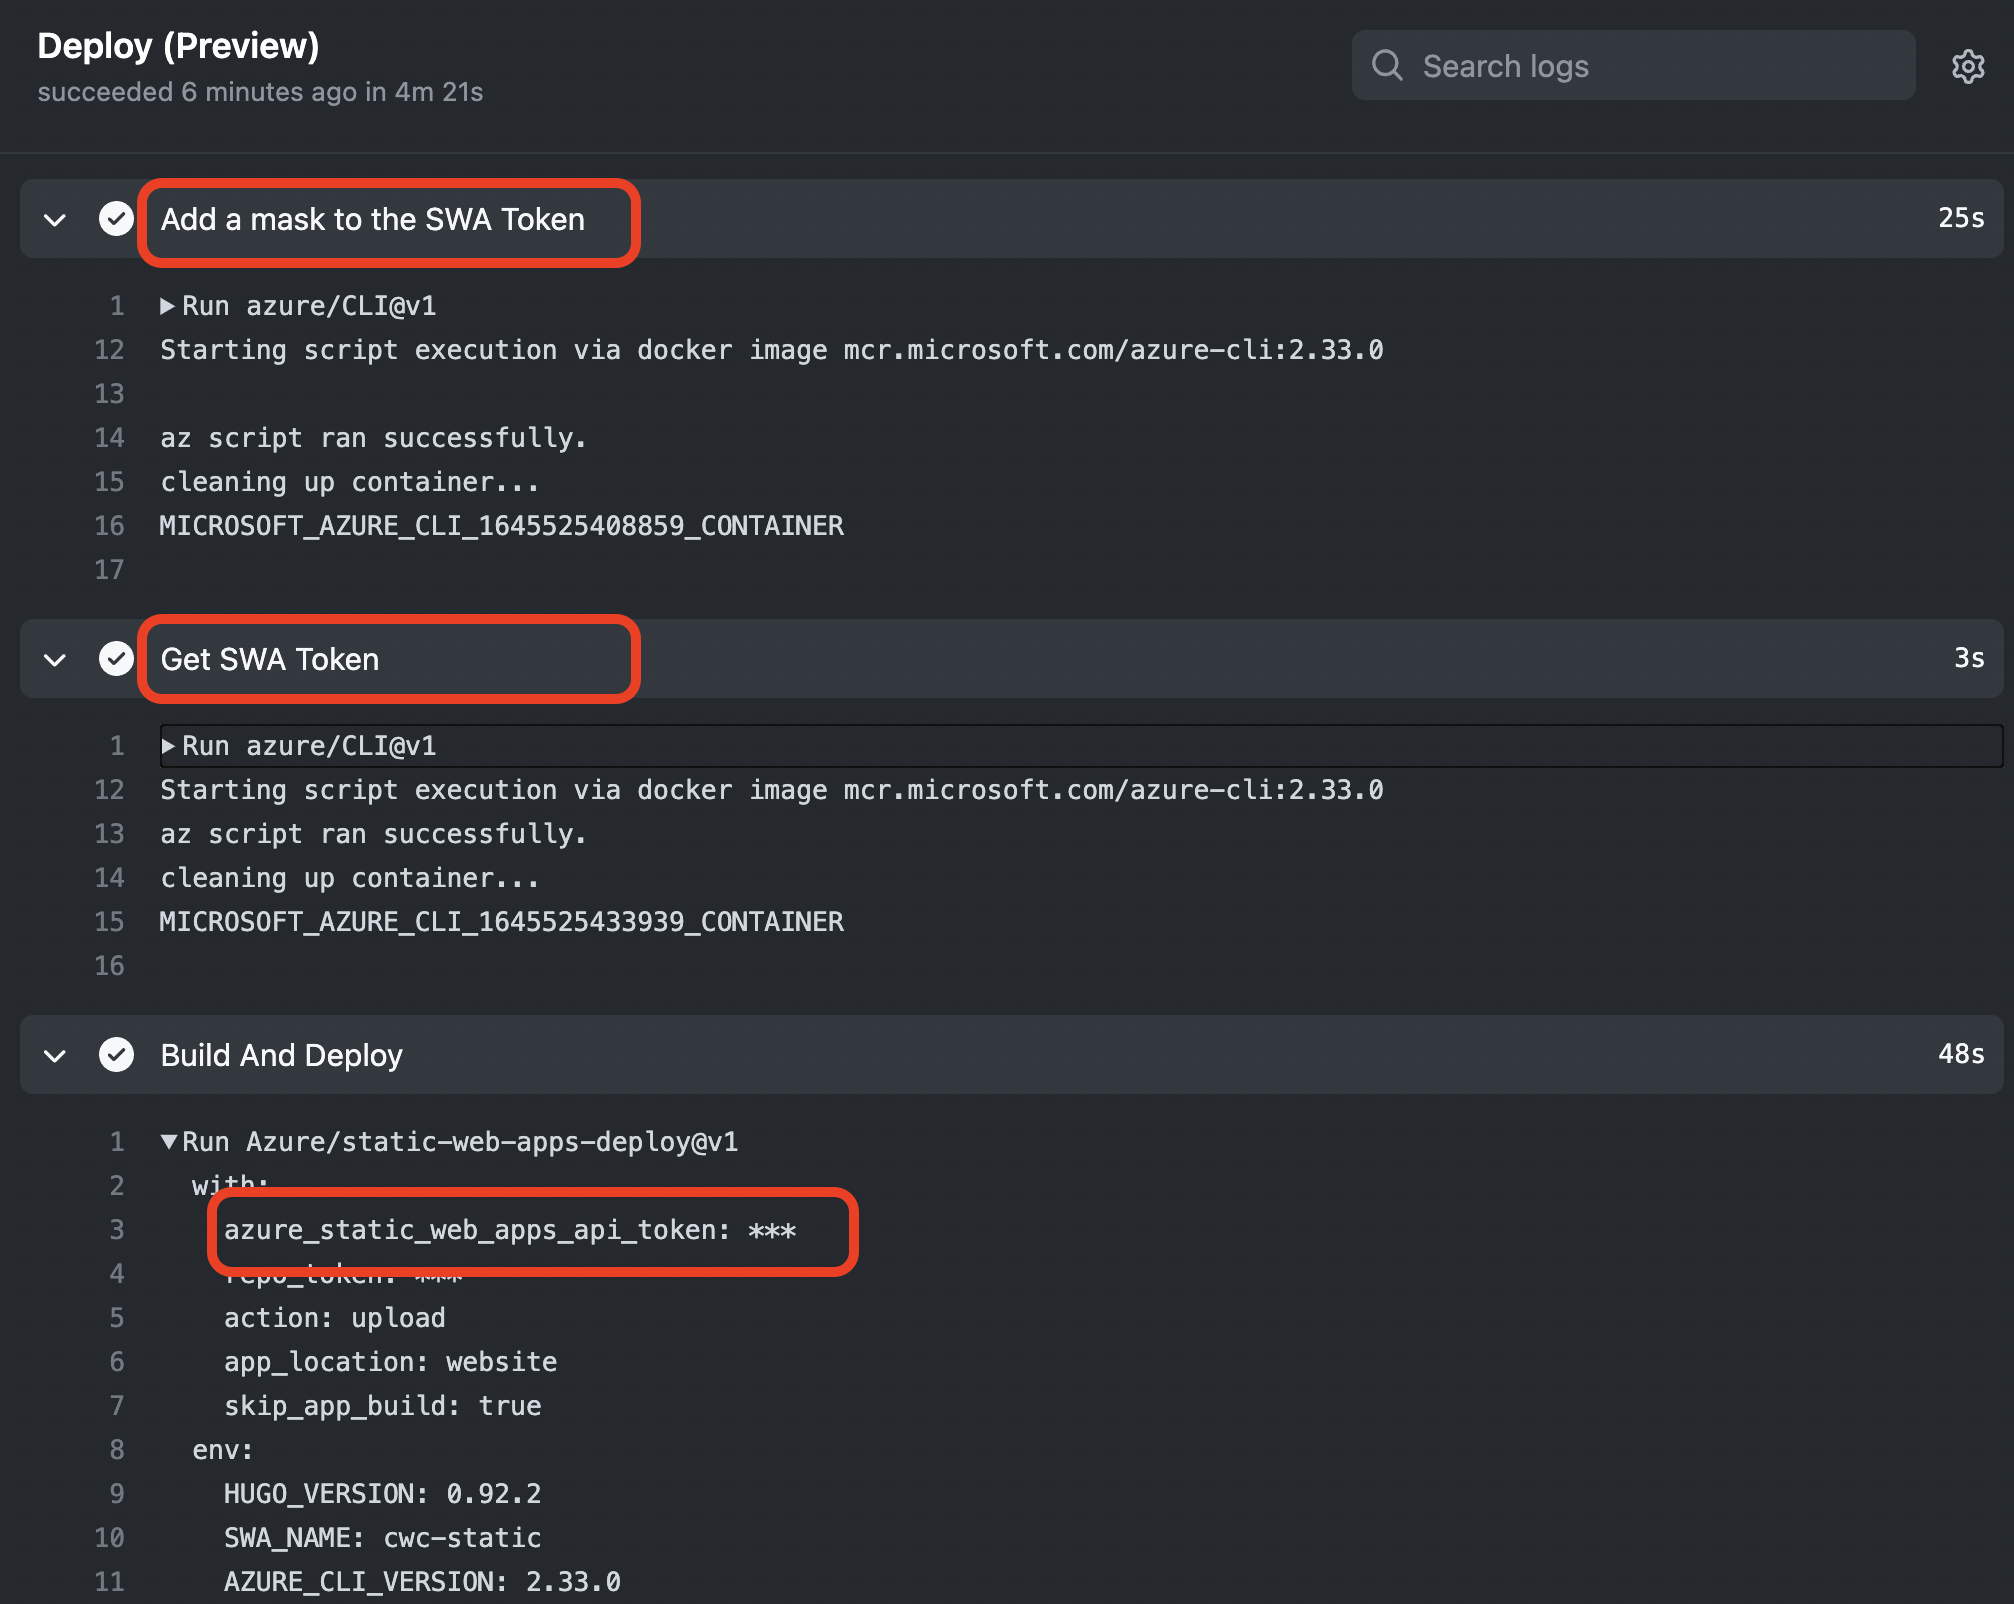 Deploy (Preview)
succeeded 6 minutes ago in 4m 21s
Search logs
Add a mask to the SWA Token
25s
1 Run azure/CLI@v1
12 Starting script execution via docker image mcr.microsoft.com/azure-cli:2.33.0
13
14 az script ran successfully.
15 cleaning up container...
16 MICROSOFT_AZURE_CLI_1645525408859_CONTAINER
17
Get SWA Token
3s
1 Run azure/CLI@v1
12 Starting script execution via docker image mcr.microsoft.com/azure-cli:2.33.0
13 az script ran successfully.
14 cleaning up container...
15 MICROSOFT_AZURE_CLI_1645525433939_CONTAINER
16
Build And Deploy
48s
1 Run Azure/static-web-apps-deploy@v1
2 with:
3 azure_static_web_apps_api_token: ***
4 repo_token: ***
5 action: upload
6 app_location: website
7 skip_app_build: true
8 env:
9 HUGO_VERSION: 0.92.2
10 SWA_NAME: cwc-static
11 AZURE_CLI_VERSION: 2.33.0